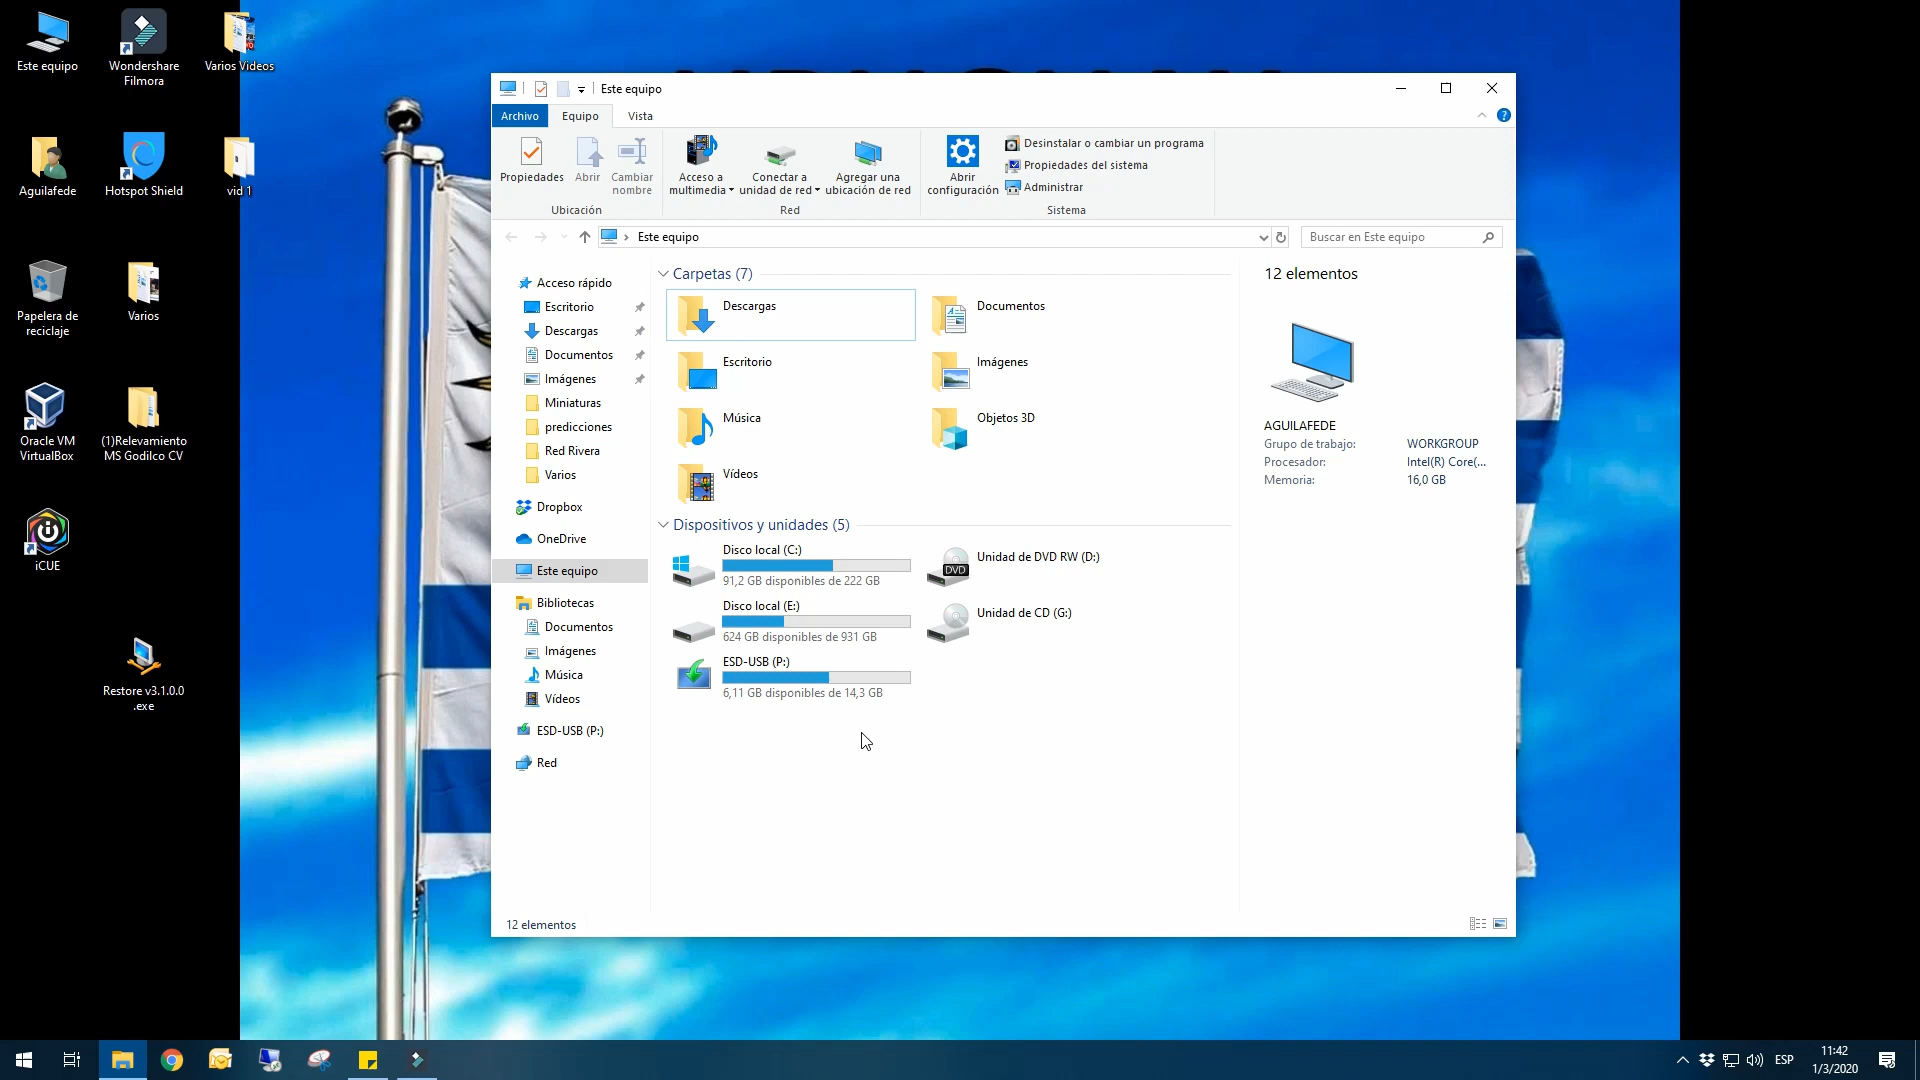 Este equipo
Wondershare
Filmora
Varios Videos
Aguilafede
Hotspot Shield
vid 1
Papelera de
reciclaje
Varios
Oracle VM
VirtualBox
(1)Relevamiento
MS Godilco CV
iCUE
Restore v3.1.0.0
.exe
Este equipo
Archivo
Equipo
Vista
Propiedades
Abrir
Cambiar
nombre
Ubicación
Acceso a
multimedia
Conectar a
unidad de red
Agregar una
ubicación de red
Red
Abrir
configuración
Desinstalar o cambiar un programa
Propiedades del sistema
Administrar
Sistema
Este equipo
Buscar en Este equipo
Acceso rápido
Escritorio
Descargas
Documentos
Imágenes
Miniaturas
predicciones
Red Rivera
Varios
Dropbox
OneDrive
Este equipo
Bibliotecas
Documentos
Imágenes
Música
Vídeos
ESD-USB (P:)
Red
Carpetas (7)
Descargas
Documentos
Escritorio
Imágenes
Música
Objetos 3D
Vídeos
Dispositivos y unidades (5)
Disco local (C:)
91,2 GB disponibles de 222 GB
Unidad de DVD RW (D:)
DVD
Disco local (E:)
624 GB disponibles de 931 GB
Unidad de CD (G:)
ESD-USB (P:)
6,11 GB disponibles de 14,3 GB
12 elementos
AGUILAFEDE
Grupo de trabajo: WORKGROUP
Procesador: Intel(R) Core(...
Memoria: 16,0 GB
12 elementos
ESP
11:42
1/3/2020